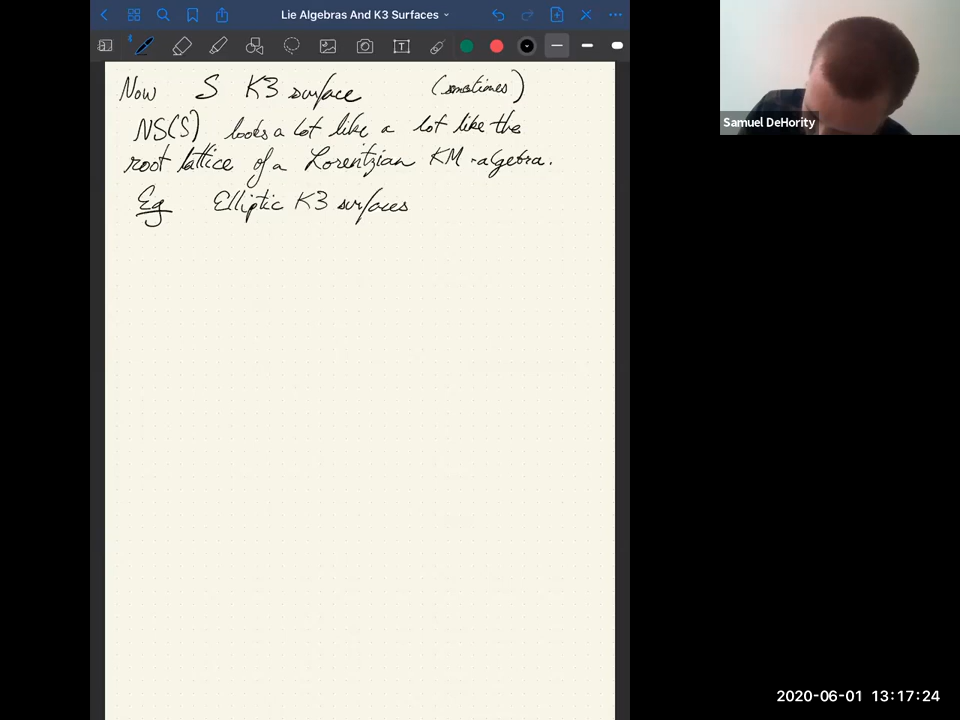 Lie Algebras And K3 Surfaces
Now S K3 surface (sometimes)
NS(S) looks a lot like a lot like the
root lattice of a Lorentzian KM-algebra.
Eg Elliptic K3 surfaces
Samuel DeHority
2020-06-01 13:17:24